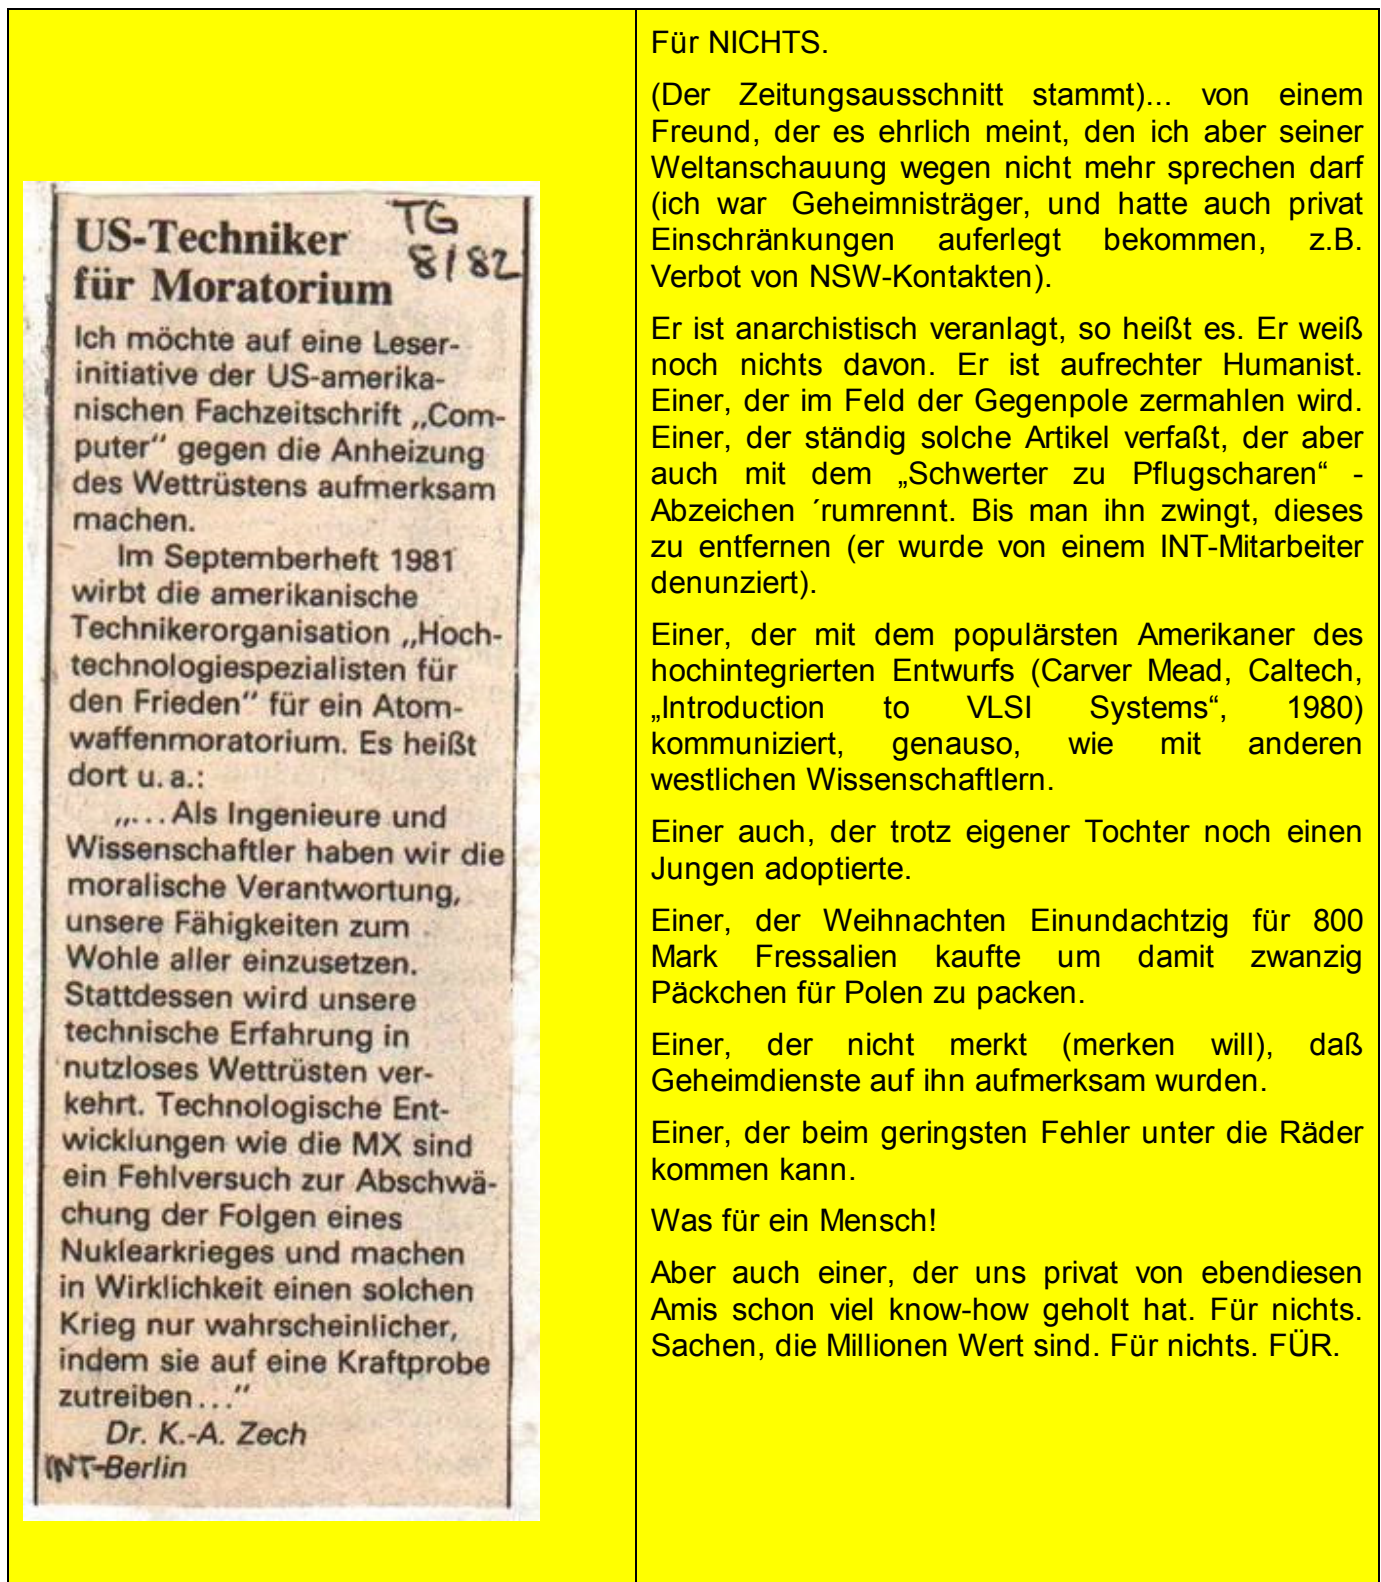 US-Techniker
für Moratorium
TG
8/82
Ich möchte auf eine Leser-
initiative der US-amerika-
nischen Fachzeitschrift „Com-
puter" gegen die Anheizung
des Wettrüstens aufmerksam
machen.
Im Septemberheft 1981
wirbt die amerikanische
Technikerorganisation „Hoch-
technologiespezialisten für
den Frieden" für ein Atom-
waffenmoratorium. Es heißt
dort u. a.:
„... Als Ingenieure und
Wissenschaftler haben wir die
moralische Verantwortung,
unsere Fähigkeiten zum
Wohle aller einzusetzen.
Stattdessen wird unsere
technische Erfahrung in
nutzloses Wettrüsten ver-
kehrt. Technologische Ent-
wicklungen wie die MX sind
ein Fehlversuch zur Abschwä-
chung der Folgen eines
Nuklearkrieges und machen
in Wirklichkeit einen solchen
Krieg nur wahrscheinlicher,
indem sie auf eine Kraftprobe
zutreiben..."
Dr. K.-A. Zech
INT-Berlin
Für NICHTS.
(Der Zeitungsausschnitt stammt)... von einem
Freund, der es ehrlich meint, den ich aber seiner
Weltanschauung wegen nicht mehr sprechen darf
(ich war Geheimnisträger, und hatte auch privat
Einschränkungen auferlegt bekommen, z.B.
Verbot von NSW-Kontakten).
Er ist anarchistisch veranlagt, so heißt es. Er weiß
noch nichts davon. Er ist aufrechter Humanist.
Einer, der im Feld der Gegenpole zermahlen wird.
Einer, der ständig solche Artikel verfaßt, der aber
auch mit dem „Schwerter zu Pflugscharen“ -
Abzeichen ´rumrennt. Bis man ihn zwingt, dieses
zu entfernen (er wurde von einem INT-Mitarbeiter
denunziert).
Einer, der mit dem populärsten Amerikaner des
hochintegrierten Entwurfs (Carver Mead, Caltech,
„Introduction to VLSI Systems“, 1980)
kommuniziert, genauso, wie mit anderen
westlichen Wissenschaftlern.
Einer auch, der trotz eigener Tochter noch einen
Jungen adoptierte.
Einer, der Weihnachten Einundachtzig für 800
Mark Fressalien kaufte um damit zwanzig
Päckchen für Polen zu packen.
Einer, der nicht merkt (merken will), daß
Geheimdienste auf ihn aufmerksam wurden.
Einer, der beim geringsten Fehler unter die Räder
kommen kann.
Was für ein Mensch!
Aber auch einer, der uns privat von ebendiesen
Amis schon viel know-how geholt hat. Für nichts.
Sachen, die Millionen Wert sind. Für nichts. FÜR.